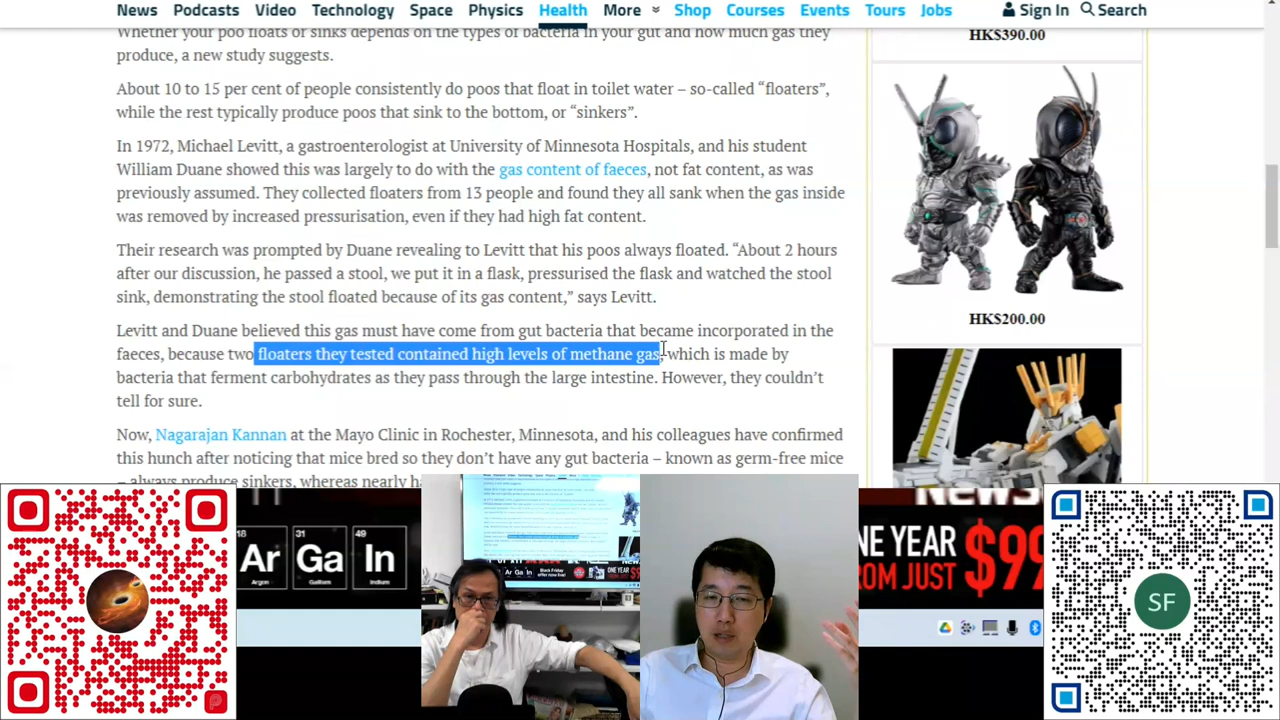 News Podcasts Video Technology Space Physics Health More Shop Courses Events Tours Jobs Sign In Search
Whether your poo floats or sinks depends on the types of bacteria in your gut and how much gas they
produce, a new study suggests.
About 10 to 15 per cent of people consistently do poos that float in toilet water – so-called “floaters”,
while the rest typically produce poos that sink to the bottom, or “sinkers”.
In 1972, Michael Levitt, a gastroenterologist at University of Minnesota Hospitals, and his student
William Duane showed this was largely to do with the gas content of faeces, not fat content, as was
previously assumed. They collected floaters from 13 people and found they all sank when the gas inside
was removed by increased pressurisation, even if they had high fat content.
Their research was prompted by Duane revealing to Levitt that his poos always floated. “About 2 hours
after our discussion, he passed a stool, we put it in a flask, pressurised the flask and watched the stool
sink, demonstrating the stool floated because of its gas content,” says Levitt.
Levitt and Duane believed this gas must have come from gut bacteria that became incorporated in the
faeces, because two floaters they tested contained high levels of methane gas, which is made by
bacteria that ferment carbohydrates as they pass through the large intestine. However, they couldn’t
tell for sure.
Now, Nagarajan Kannan at the Mayo Clinic in Rochester, Minnesota, and his colleagues have confirmed
this hunch after noticing that mice bred so they don’t have any gut bacteria – known as germ-free mice
– always produce sinkers, whereas nearly h
HK$390.00
HK$200.00
18 31 49
Ar Ga In
Argon Gallium Indium
ONE YEAR
FROM JUST $9
SF